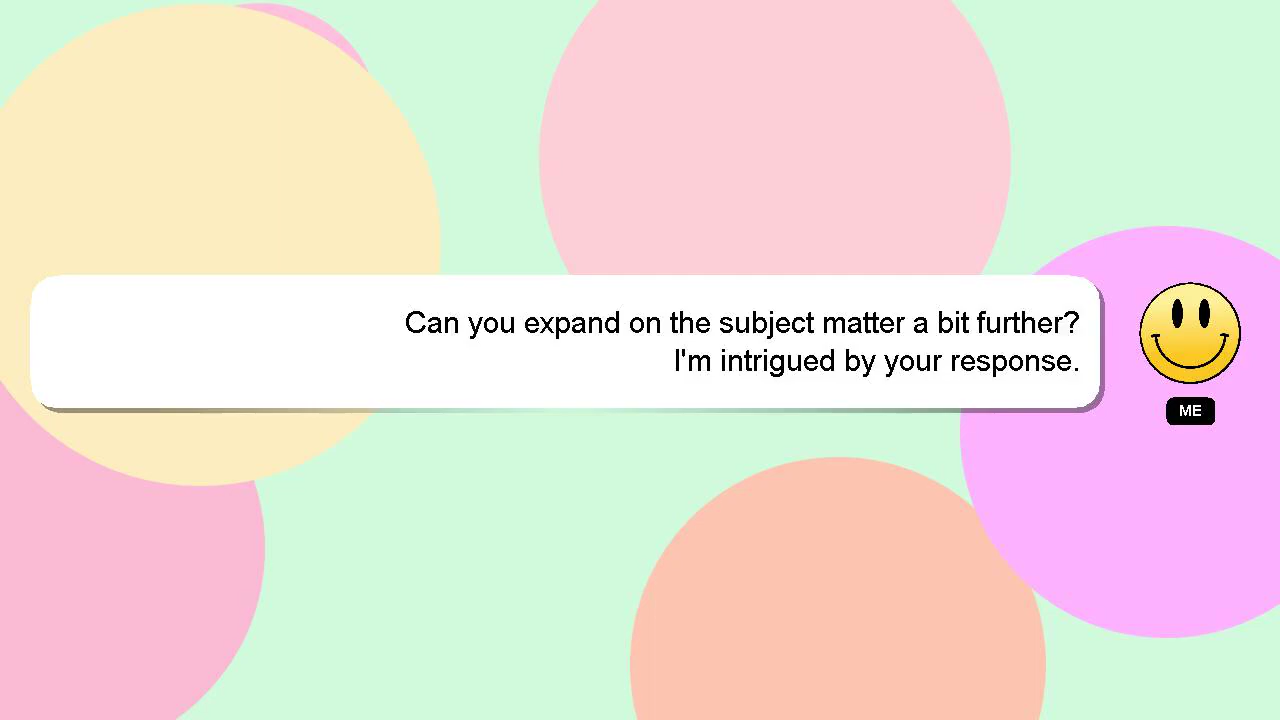 Can you expand on the subject matter a bit further?
I'm intrigued by your response.
ME